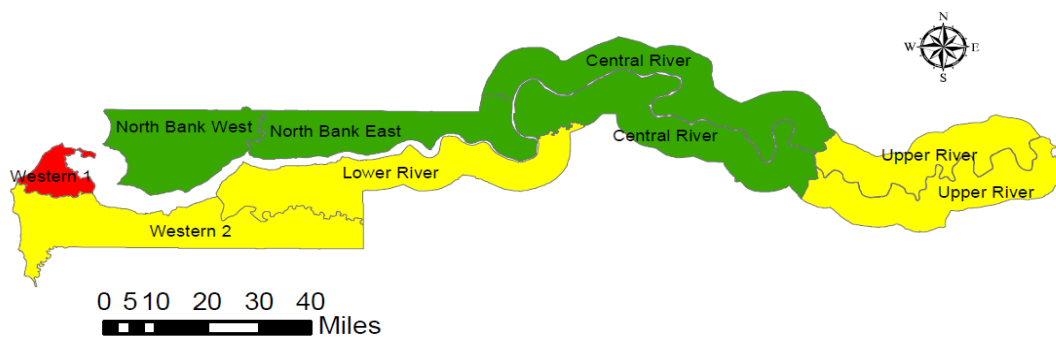 N
W E
S
Central River
North Bank West
North Bank East
Central River
Upper River
Western 1
Lower River
Upper River
Western 2
0 5 10 20 30 40
Miles